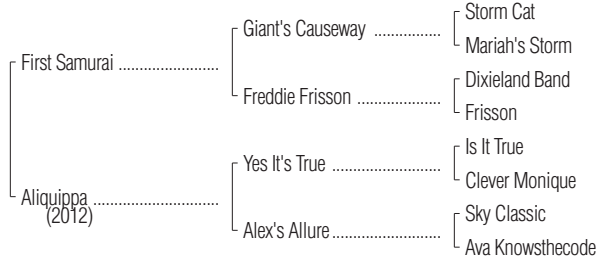 Storm Cat
Giant's Causeway ................
Mariah's Storm
First Samurai ........................
Dixieland Band
Freddie Frisson ....................
Frisson
Is It True
Yes It's True ..........................
Clever Monique
Aliquippa ..............................
(2012)
Sky Classic
Alex's Allure ..........................
Ava Knowsthecode